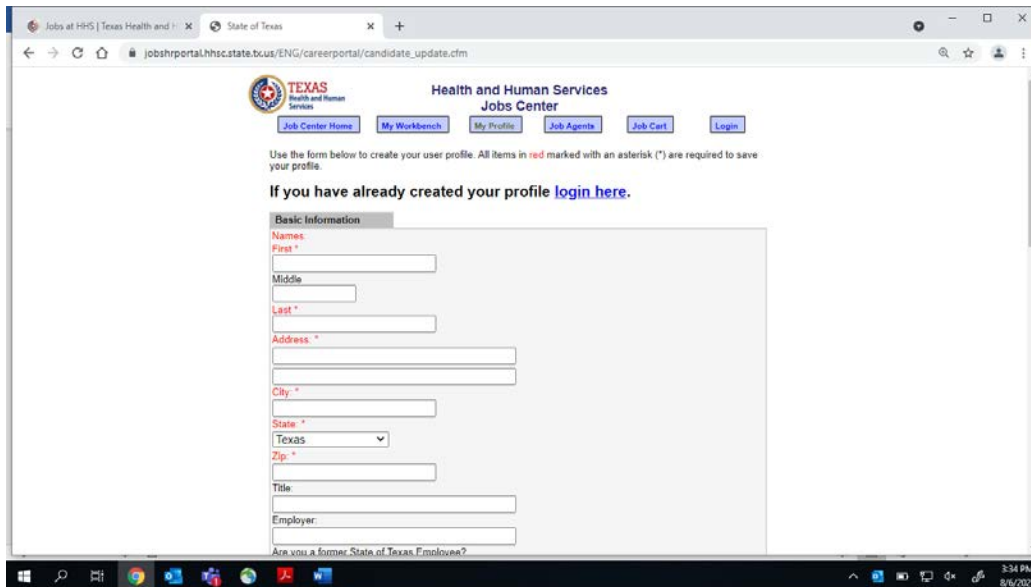 Jobs at HHS | Texas Health and H
State of Texas
jobshrportal.hhsc.state.tx.us/ENG/careerportal/candidate_update.cfm
TEXAS
Health and Human
Services
Health and Human Services
Jobs Center
Job Center Home
My Workbench
My Profile
Job Agents
Job Cart
Login
Use the form below to create your user profile. All items in red marked with an asterisk (*) are required to save
your profile.
If you have already created your profile login here.
Basic Information
Names:
First *
Middle
Last *
Address: *
City: *
State: *
Texas
Zip: *
Title:
Employer:
Are you a former State of Texas Employee?
3:34 PM
8/6/202